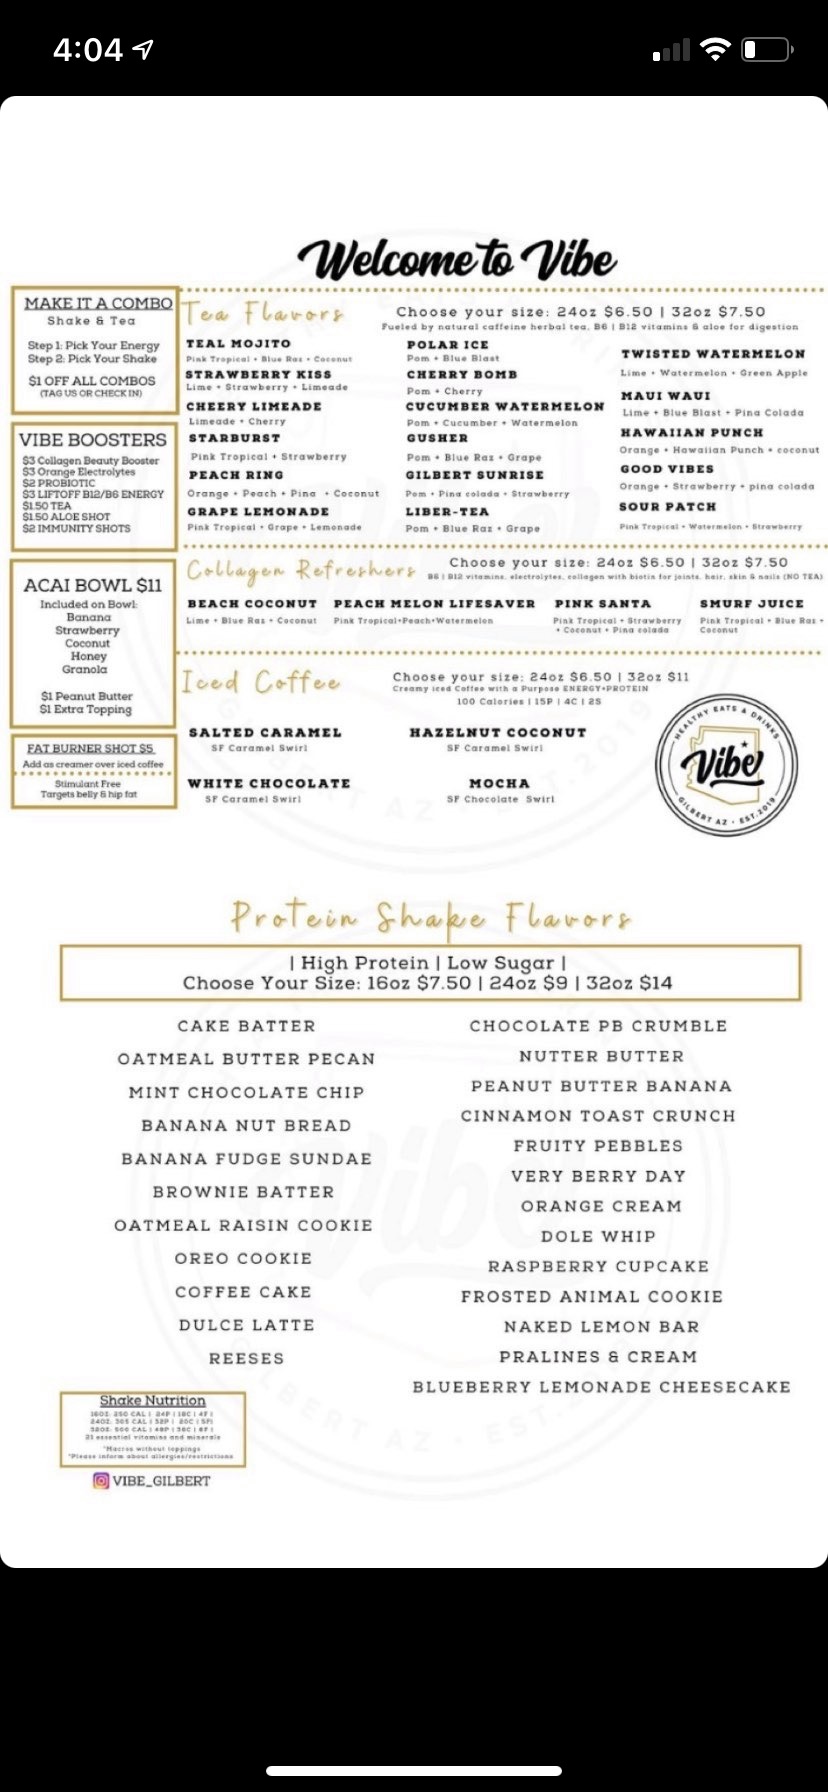 4:04
Welcome to Vibe
MAKE IT A COMBO
Shake & Tea
Step 1: Pick Your Energy
Step 2: Pick Your Shake
$1 OFF ALL COMBOS
(TAG US OR CHECK IN)
VIBE BOOSTERS
$3 Collagen Beauty Booster
$3 Orange Electrolytes
$2 PROBIOTIC
$3 LIFTOFF B12/B6 ENERGY
$1.50 TEA
$1.50 ALOE SHOT
$2 IMMUNITY SHOTS
ACAI BOWL $11
Included on Bowl:
Banana
Strawberry
Coconut
Honey
Granola
$1 Peanut Butter
$1 Extra Topping
FAT BURNER SHOT $5
Add as creamer over iced coffee
Stimulant Free
Targets belly & hip fat
Tea Flavors
Choose your size: 24oz $6.50 | 32oz $7.50
Fueled by natural caffeine herbal tea, B6 | B12 vitamins & aloe for digestion
TEAL MOJITO
Pink Tropical • Blue Raz • Coconut
STRAWBERRY KISS
Lime • Strawberry • Limeade
CHEERY LIMEADE
Limeade • Cherry
STARBURST
Pink Tropical • Strawberry
PEACH RING
Orange • Peach • Pina • Coconut
GRAPE LEMONADE
Pink Tropical • Grape • Lemonade
POLAR ICE
Pom • Blue Blast
CHERRY BOMB
Pom • Cherry
CUCUMBER WATERMELON
Pom • Cucumber • Watermelon
GUSHER
Pom • Blue Raz • Grape
GILBERT SUNRISE
Pom • Pina colada • Strawberry
LIBER-TEA
Pom • Blue Raz • Grape
TWISTED WATERMELON
Lime • Watermelon • Green Apple
MAUI WAUI
Lime • Blue Blast • Pina Colada
HAWAIIAN PUNCH
Orange • Hawaiian Punch • coconut
GOOD VIBES
Orange • Strawberry • pina colada
SOUR PATCH
Pink Tropical • Watermelon • Strawberry
Collagen Refreshers
Choose your size: 24oz $6.50 | 32oz $7.50
B6 | B12 vitamins, electrolytes, collagen with biotin for joints, hair, skin & nails (NO TEA)
BEACH COCONUT
Lime • Blue Raz • Coconut
PEACH MELON LIFESAVER
Pink Tropical•Peach•Watermelon
PINK SANTA
Pink Tropical • Strawberry
• Coconut • Pina colada
SMURF JUICE
Pink Tropical • Blue Raz •
Coconut
Iced Coffee
Choose your size: 24oz $6.50 | 32oz $11
Creamy iced Coffee with a Purpose ENERGY+PROTEIN
100 Calories | 15P | 4C | 2S
SALTED CARAMEL
SF Caramel Swirl
HAZELNUT COCONUT
SF Caramel Swirl
WHITE CHOCOLATE
SF Caramel Swirl
MOCHA
SF Chocolate Swirl
HEALTHY EATS & DRINKS
Vibe
GILBERT AZ • EST.2019
Protein Shake Flavors
| High Protein | Low Sugar |
Choose Your Size: 16oz $7.50 | 24oz $9 | 32oz $14
CAKE BATTER
OATMEAL BUTTER PECAN
MINT CHOCOLATE CHIP
BANANA NUT BREAD
BANANA FUDGE SUNDAE
BROWNIE BATTER
OATMEAL RAISIN COOKIE
OREO COOKIE
COFFEE CAKE
DULCE LATTE
REESES
CHOCOLATE PB CRUMBLE
NUTTER BUTTER
PEANUT BUTTER BANANA
CINNAMON TOAST CRUNCH
FRUITY PEBBLES
VERY BERRY DAY
ORANGE CREAM
DOLE WHIP
RASPBERRY CUPCAKE
FROSTED ANIMAL COOKIE
NAKED LEMON BAR
PRALINES & CREAM
BLUEBERRY LEMONADE CHEESECAKE
Shake Nutrition
16OZ: 250 CAL | 24P | 18C | 4F |
24OZ: 305 CAL | 32P | 20C | 5F|
32OZ: 500 CAL | 48P | 36C | 8F |
21 essential vitamins and minerals
*Macros without toppings
*Please inform about allergies/restrictions
VIBE_GILBERT